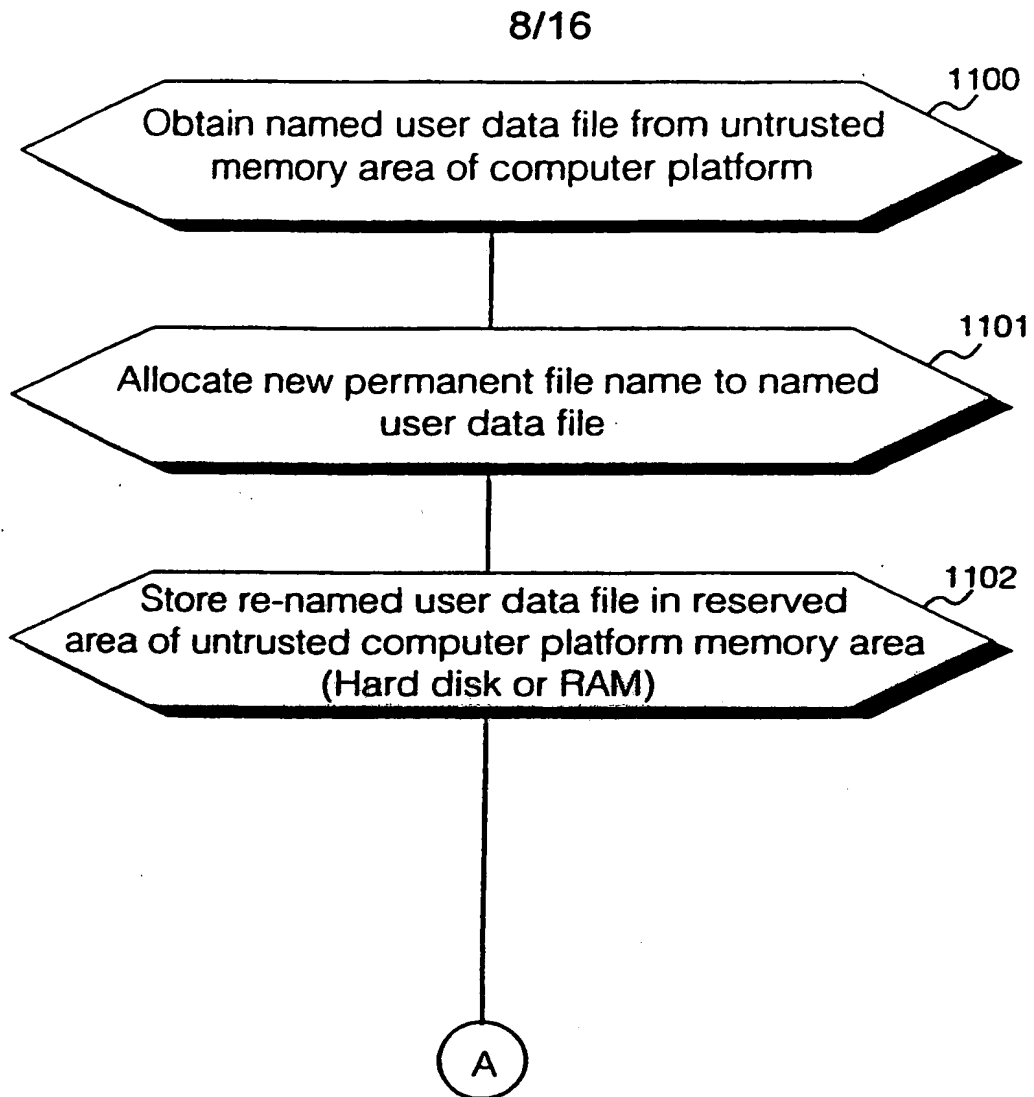 8/16
1100
Obtain named user data file from untrusted
memory area of computer platform
1101
Allocate new permanent file name to named
user data file
1102
Store re-named user data file in reserved
area of untrusted computer platform memory area
(Hard disk or RAM)
A